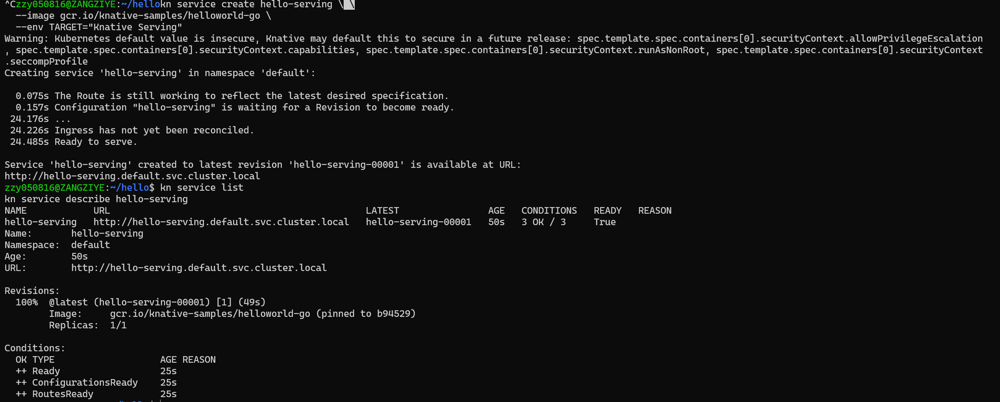 ^Czzy050816@ZANGZIYE:~/hellokn service create hello-serving \ \
  --image gcr.io/knative-samples/helloworld-go \
  --env TARGET="Knative Serving"
Warning: Kubernetes default value is insecure, Knative may default this to secure in a future release: spec.template.spec.containers[0].securityContext.allowPrivilegeEscalation
, spec.template.spec.containers[0].securityContext.capabilities, spec.template.spec.containers[0].securityContext.runAsNonRoot, spec.template.spec.containers[0].securityContext
.seccompProfile
Creating service 'hello-serving' in namespace 'default':
  0.075s The Route is still working to reflect the latest desired specification.
  0.157s Configuration "hello-serving" is waiting for a Revision to become ready.
 24.176s ...
 24.226s Ingress has not yet been reconciled.
 24.485s Ready to serve.
Service 'hello-serving' created to latest revision 'hello-serving-00001' is available at URL:
http://hello-serving.default.svc.cluster.local
zzy050816@ZANGZIYE:~/hello$ kn service list
kn service describe hello-serving
NAME            URL                                              LATEST                AGE   CONDITIONS   READY   REASON
hello-serving   http://hello-serving.default.svc.cluster.local   hello-serving-00001   50s   3 OK / 3     True
Name:       hello-serving
Namespace:  default
Age:        50s
URL:        http://hello-serving.default.svc.cluster.local
Revisions:
  100%  @latest (hello-serving-00001) [1] (49s)
        Image:     gcr.io/knative-samples/helloworld-go (pinned to b94529)
        Replicas:  1/1
Conditions:
  OK TYPE                   AGE REASON
  ++ Ready                  25s
  ++ ConfigurationsReady    25s
  ++ RoutesReady            25s